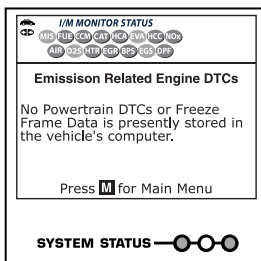 I/M MONITOR STATUS
MIS FUE CCM CAT HCA EVA HCC NOx
AIR O2S HTR EGR BPS EGS DPF
Emissison Related Engine DTCs
No Powertrain DTCs or Freeze
Frame Data is presently stored in
the vehicle's computer.
Press M for Main Menu
SYSTEM STATUS